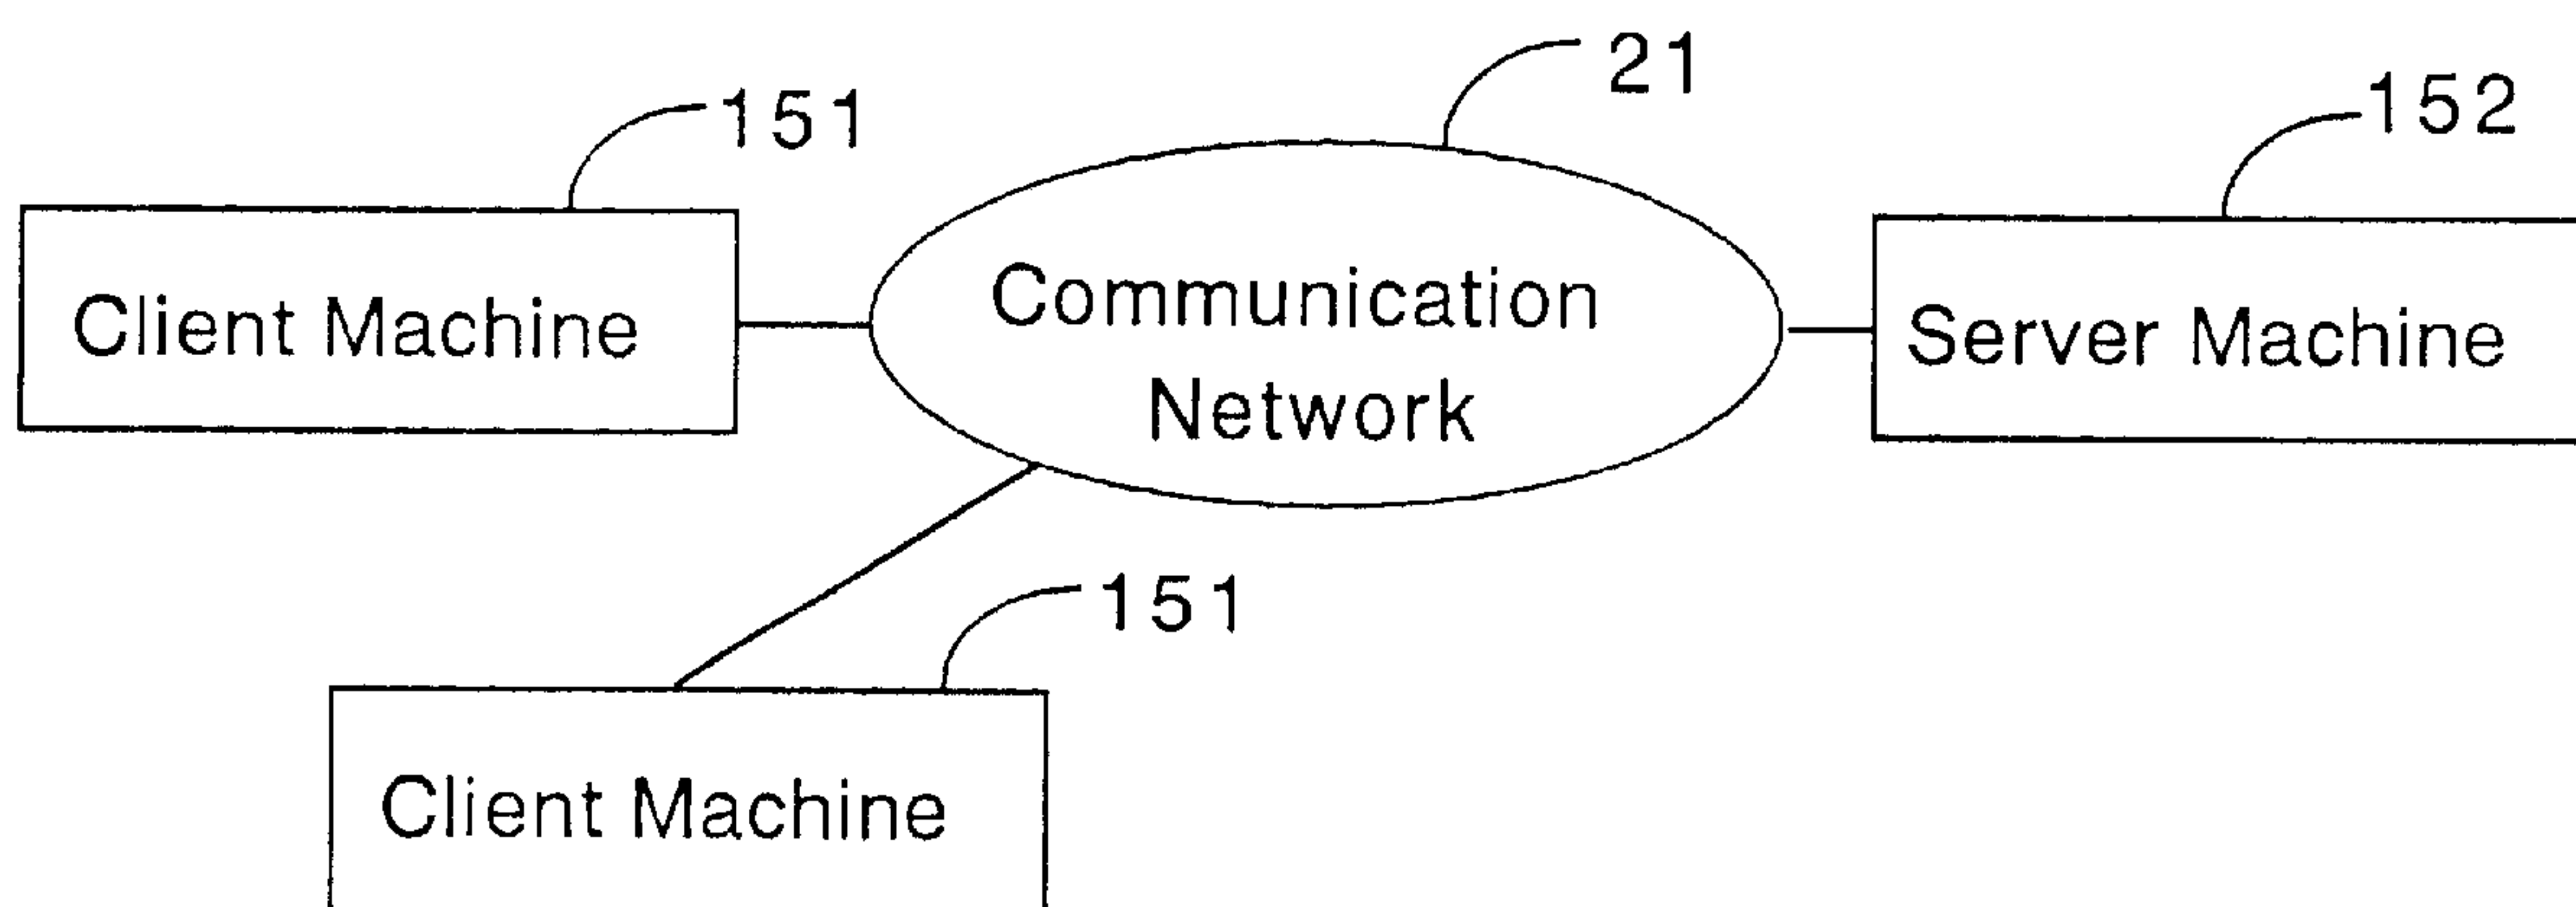 21
151
152
Client Machine
Communication
Network
Server Machine
151
Client Machine